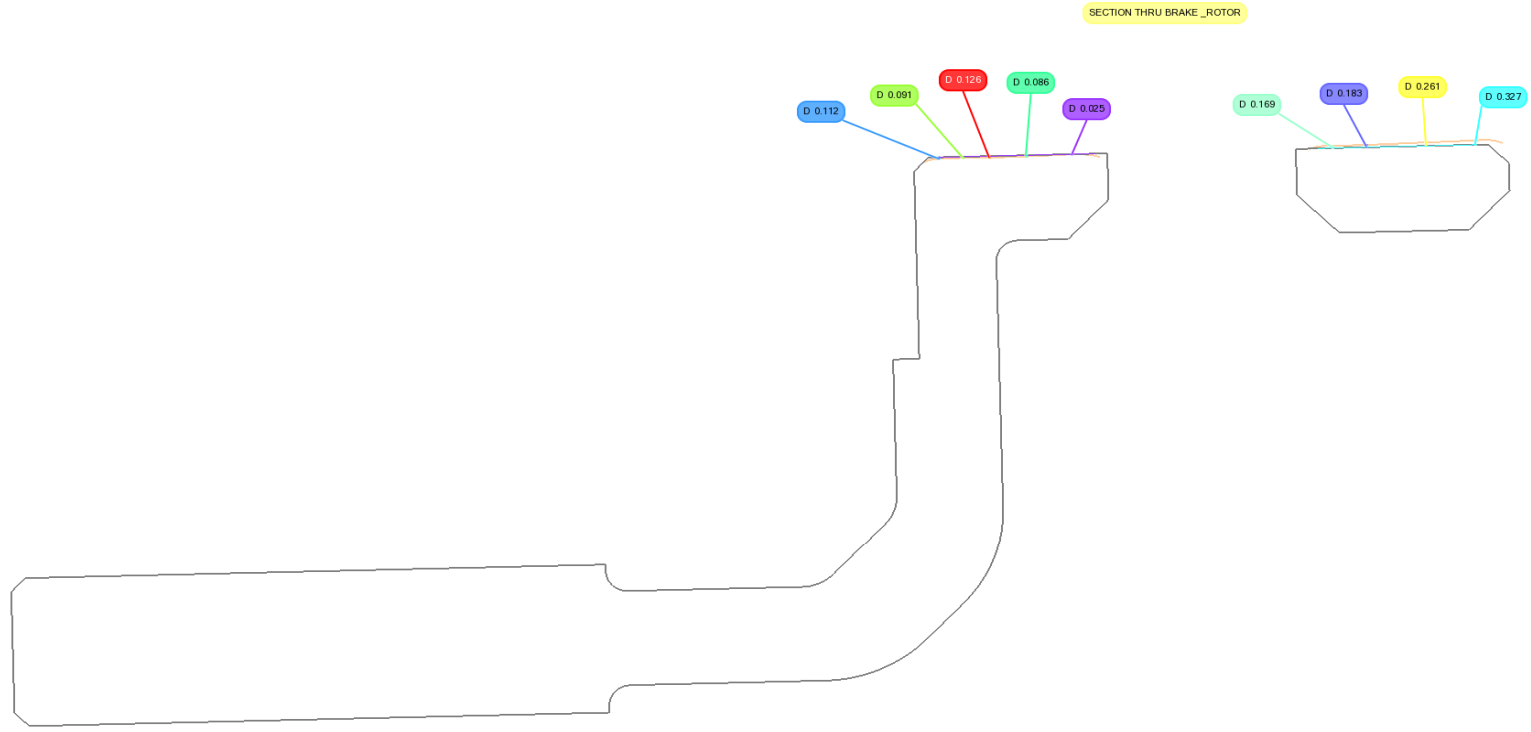 SECTION THRU BRAKE _ROTOR
D 0.112
D 0.091
D 0.126
D 0.086
D 0.025
D 0.169
D 0.183
D 0.261
D 0.327